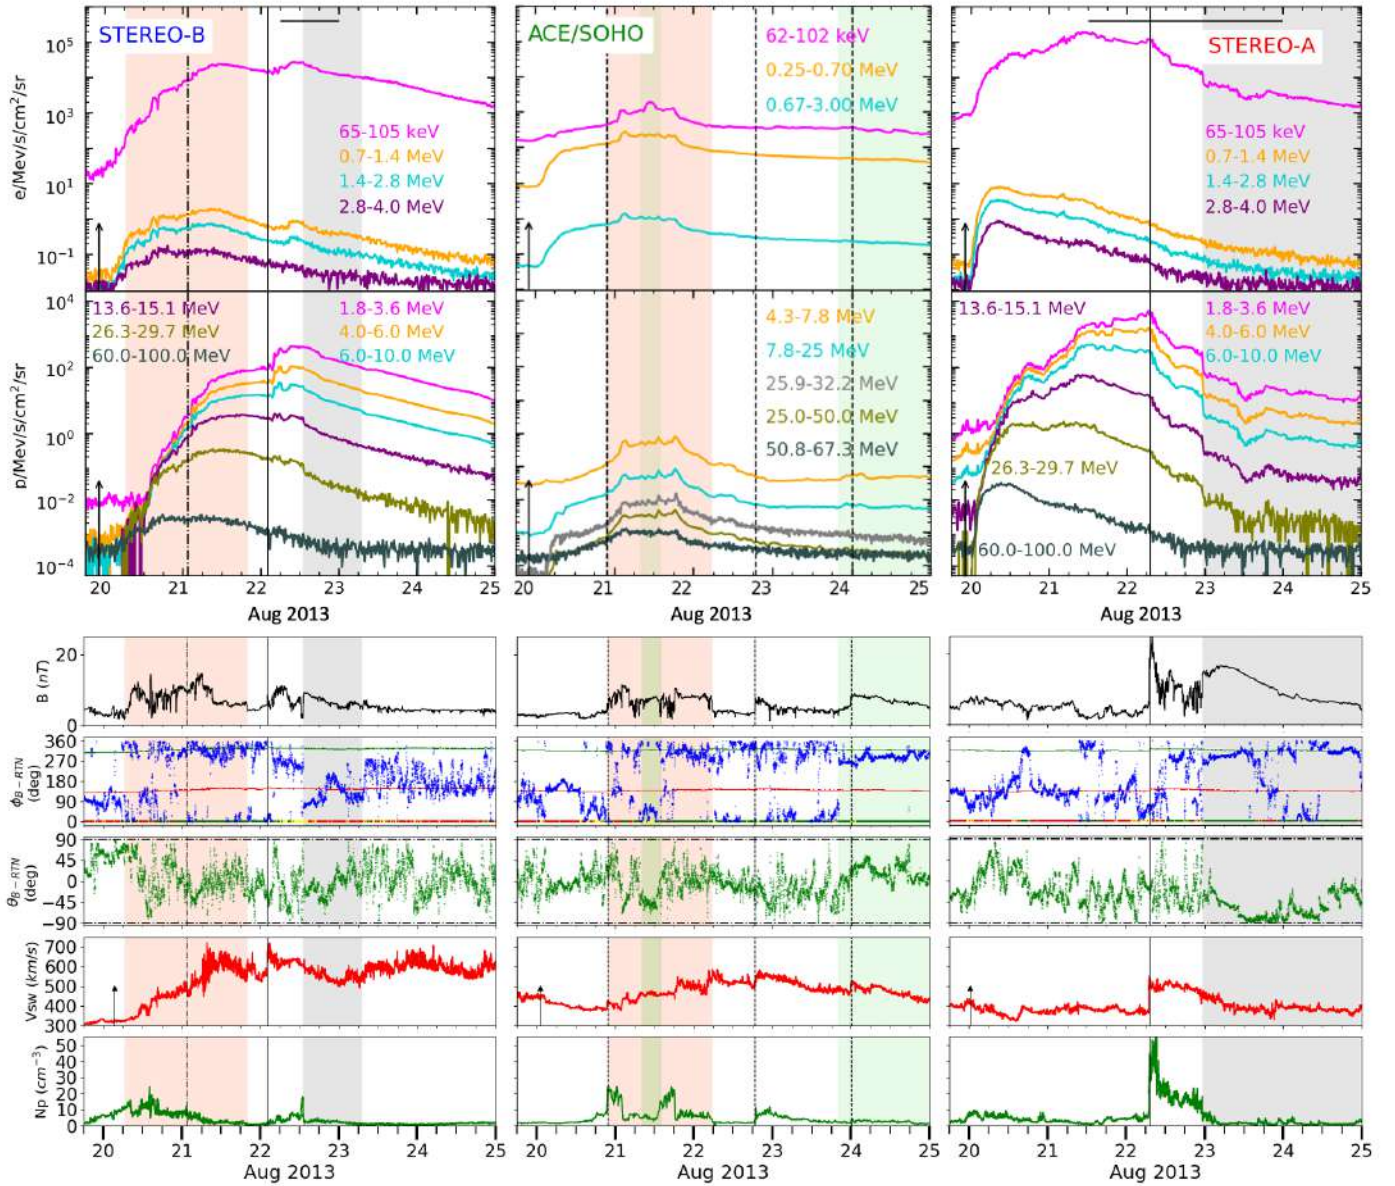 STEREO-B
ACE/SOHO
STEREO-A
e/Mev/s/cm²/sr
10⁵
10³
10¹
10⁻¹
65-105 keV
0.7-1.4 MeV
1.4-2.8 MeV
2.8-4.0 MeV
62-102 keV
0.25-0.70 MeV
0.67-3.00 MeV
65-105 keV
0.7-1.4 MeV
1.4-2.8 MeV
2.8-4.0 MeV
p/Mev/s/cm²/sr
10⁴
10²
10⁰
10⁻²
10⁻⁴
13.6-15.1 MeV
26.3-29.7 MeV
60.0-100.0 MeV
1.8-3.6 MeV
4.0-6.0 MeV
6.0-10.0 MeV
4.3-7.8 MeV
7.8-25 MeV
25.9-32.2 MeV
25.0-50.0 MeV
50.8-67.3 MeV
13.6-15.1 MeV
1.8-3.6 MeV
4.0-6.0 MeV
6.0-10.0 MeV
26.3-29.7 MeV
60.0-100.0 MeV
20 21 22 23 24 25
20 21 22 23 24 25
20 21 22 23 24 25
Aug 2013
Aug 2013
Aug 2013
B (nT)
20
0
ϕB−RTN
(deg)
360
270
180
90
0
θB−RTN
(deg)
90
45
0
−45
−90
Vsw (km/s)
700
600
500
400
300
Np (cm⁻³)
50
40
30
20
10
0
20 21 22 23 24 25
20 21 22 23 24 25
20 21 22 23 24 25
Aug 2013
Aug 2013
Aug 2013